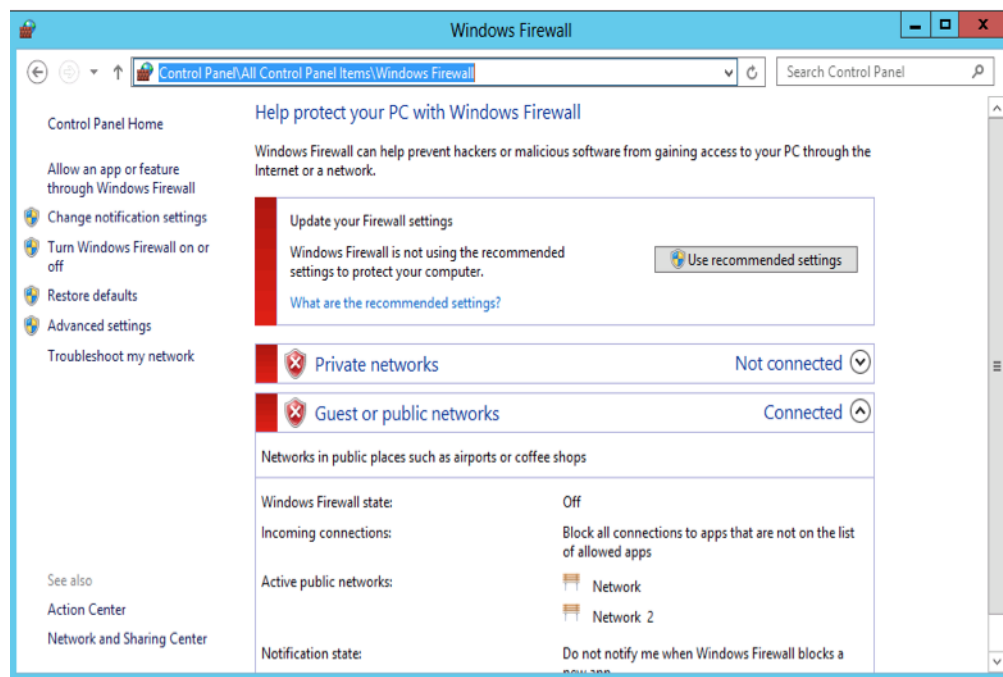 Windows Firewall
Control Panel\All Control Panel Items\Windows Firewall
Search Control Panel
Control Panel Home
Allow an app or feature
through Windows Firewall
Change notification settings
Turn Windows Firewall on or
off
Restore defaults
Advanced settings
Troubleshoot my network
See also
Action Center
Network and Sharing Center
Help protect your PC with Windows Firewall
Windows Firewall can help prevent hackers or malicious software from gaining access to your PC through the
Internet or a network.
Update your Firewall settings
Windows Firewall is not using the recommended
settings to protect your computer.
Use recommended settings
What are the recommended settings?
Private networks Not connected
Guest or public networks Connected
Networks in public places such as airports or coffee shops
Windows Firewall state: Off
Incoming connections: Block all connections to apps that are not on the list
of allowed apps
Active public networks: Network
Network 2
Notification state: Do not notify me when Windows Firewall blocks a
new app